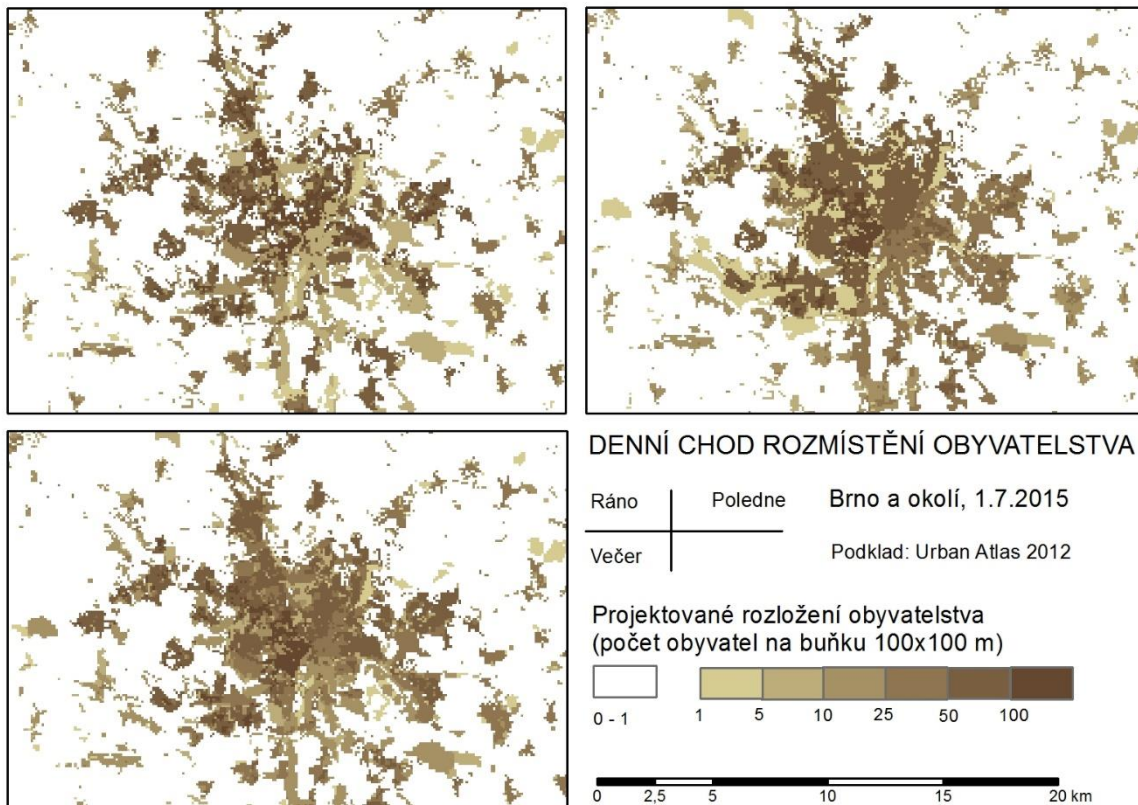 DENNÍ CHOD ROZMÍSTĚNÍ OBYVATELSTVA
Ráno
Poledne
Brno a okolí, 1.7.2015
Večer
Podklad: Urban Atlas 2012
Projektované rozložení obyvatelstva
(počet obyvatel na buňku 100x100 m)
0 - 1
1 5 10 25 50 100
0 2,5 5 10 15 20 km